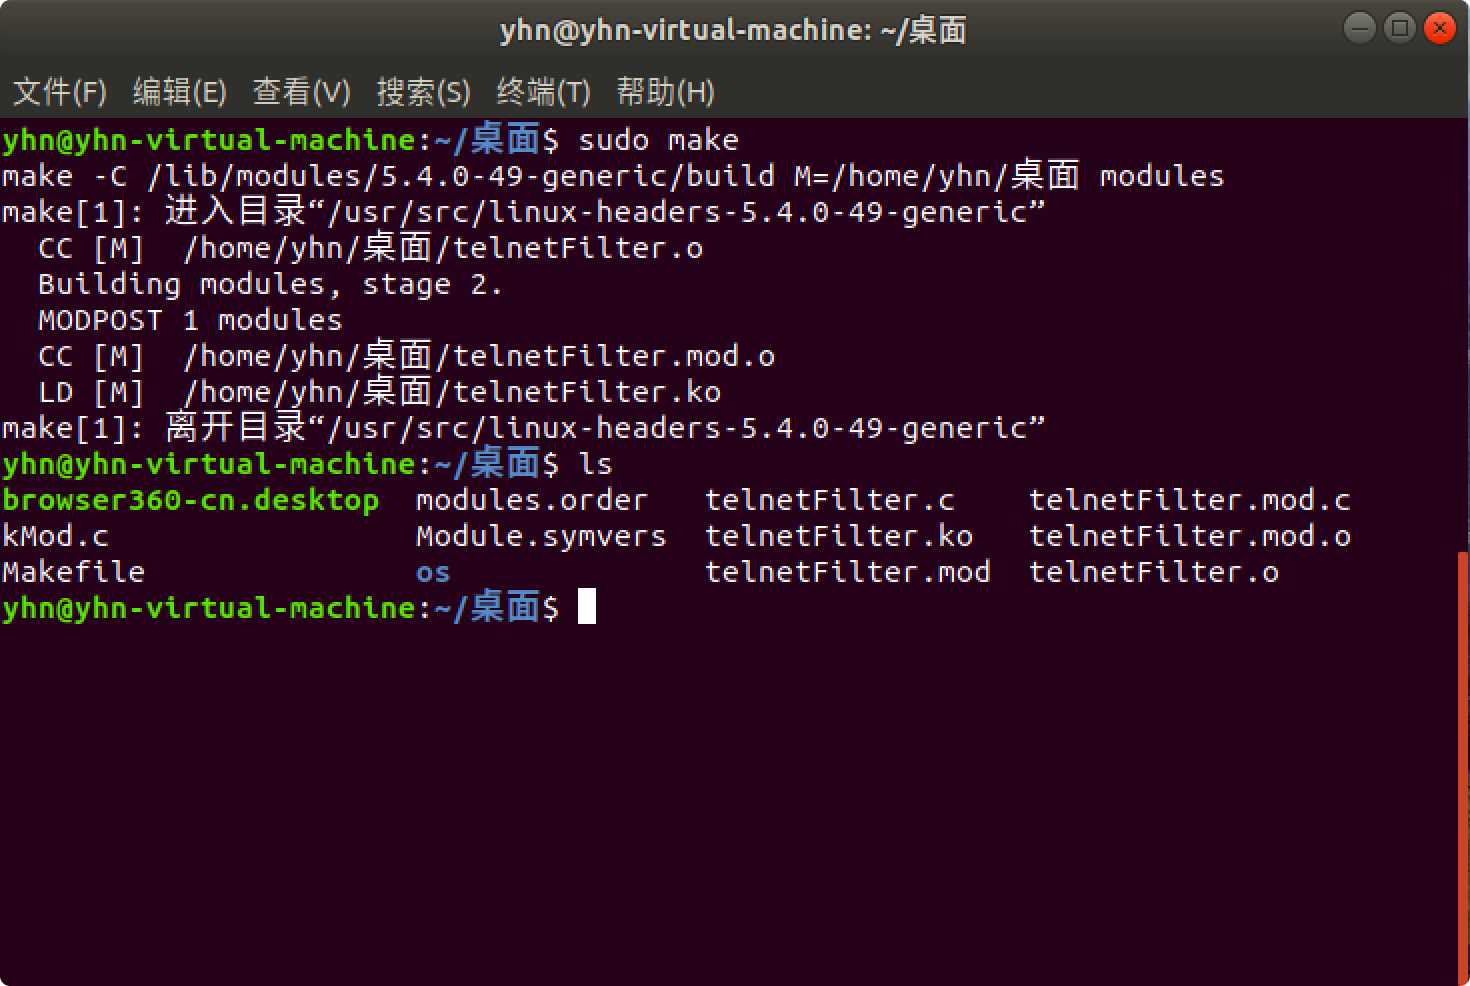 yhn@yhn-virtual-machine: ~/桌面
文件(F) 编辑(E) 查看(V) 搜索(S) 终端(T) 帮助(H)
yhn@yhn-virtual-machine:~/桌面$ sudo make
make -C /lib/modules/5.4.0-49-generic/build M=/home/yhn/桌面 modules
make[1]: 进入目录“/usr/src/linux-headers-5.4.0-49-generic”
  CC [M]  /home/yhn/桌面/telnetFilter.o
  Building modules, stage 2.
  MODPOST 1 modules
  CC [M]  /home/yhn/桌面/telnetFilter.mod.o
  LD [M]  /home/yhn/桌面/telnetFilter.ko
make[1]: 离开目录“/usr/src/linux-headers-5.4.0-49-generic”
yhn@yhn-virtual-machine:~/桌面$ ls
browser360-cn.desktop  modules.order   telnetFilter.c    telnetFilter.mod.c
kMod.c                 Module.symvers  telnetFilter.ko   telnetFilter.mod.o
Makefile               os              telnetFilter.mod  telnetFilter.o
yhn@yhn-virtual-machine:~/桌面$